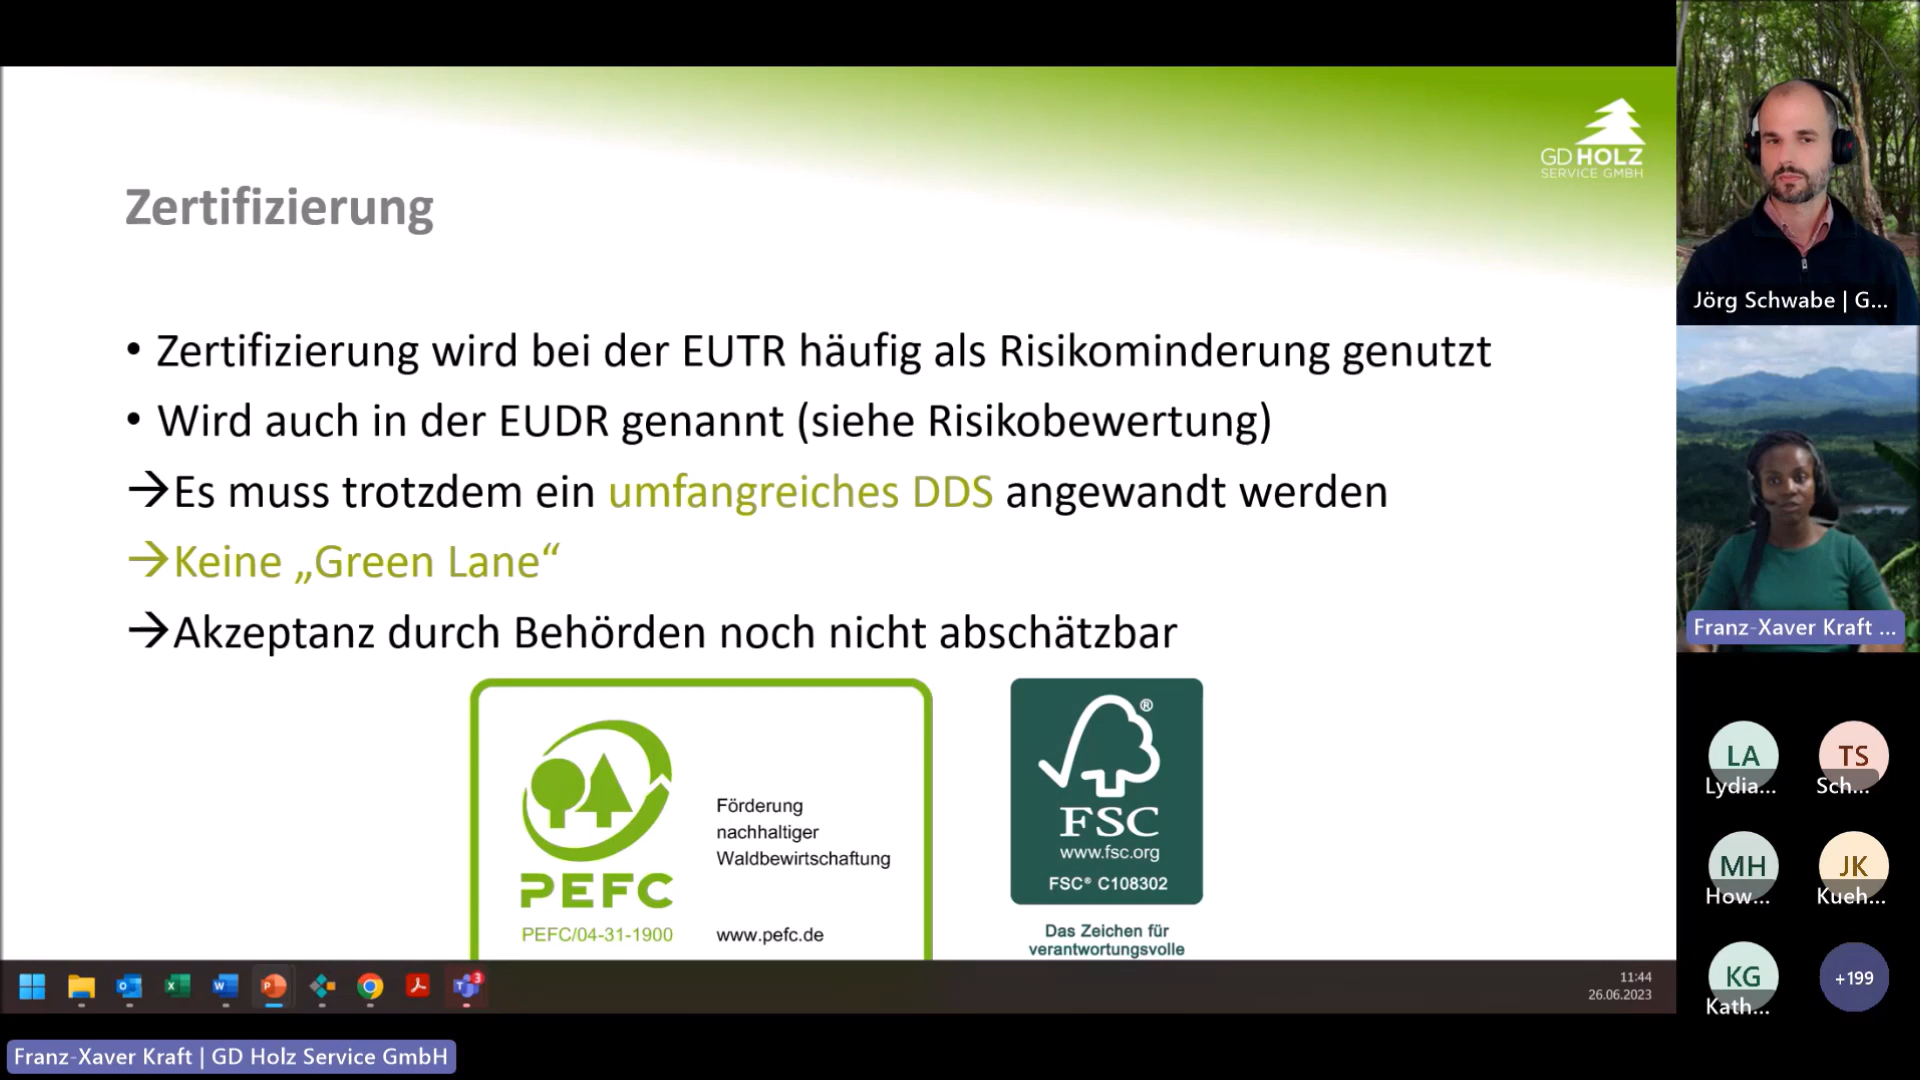 GD HOLZ
SERVICE GMBH
Zertifizierung
• Zertifizierung wird bei der EUTR häufig als Risikominderung genutzt
• Wird auch in der EUDR genannt (siehe Risikobewertung)
→Es muss trotzdem ein umfangreiches DDS angewandt werden
→Keine „Green Lane“
→Akzeptanz durch Behörden noch nicht abschätzbar
PEFC
PEFC/04-31-1900
Förderung
nachhaltiger
Waldbewirtschaftung
www.pefc.de
®
FSC
www.fsc.org
FSC® C108302
Das Zeichen für
verantwortungsvolle
11:44
26.06.2023
3
Franz-Xaver Kraft | GD Holz Service GmbH
Jörg Schwabe | G...
Franz-Xaver Kraft ...
LA
Lydia...
TS
Sch...
MH
How...
JK
Kueh...
KG
Kath...
+199